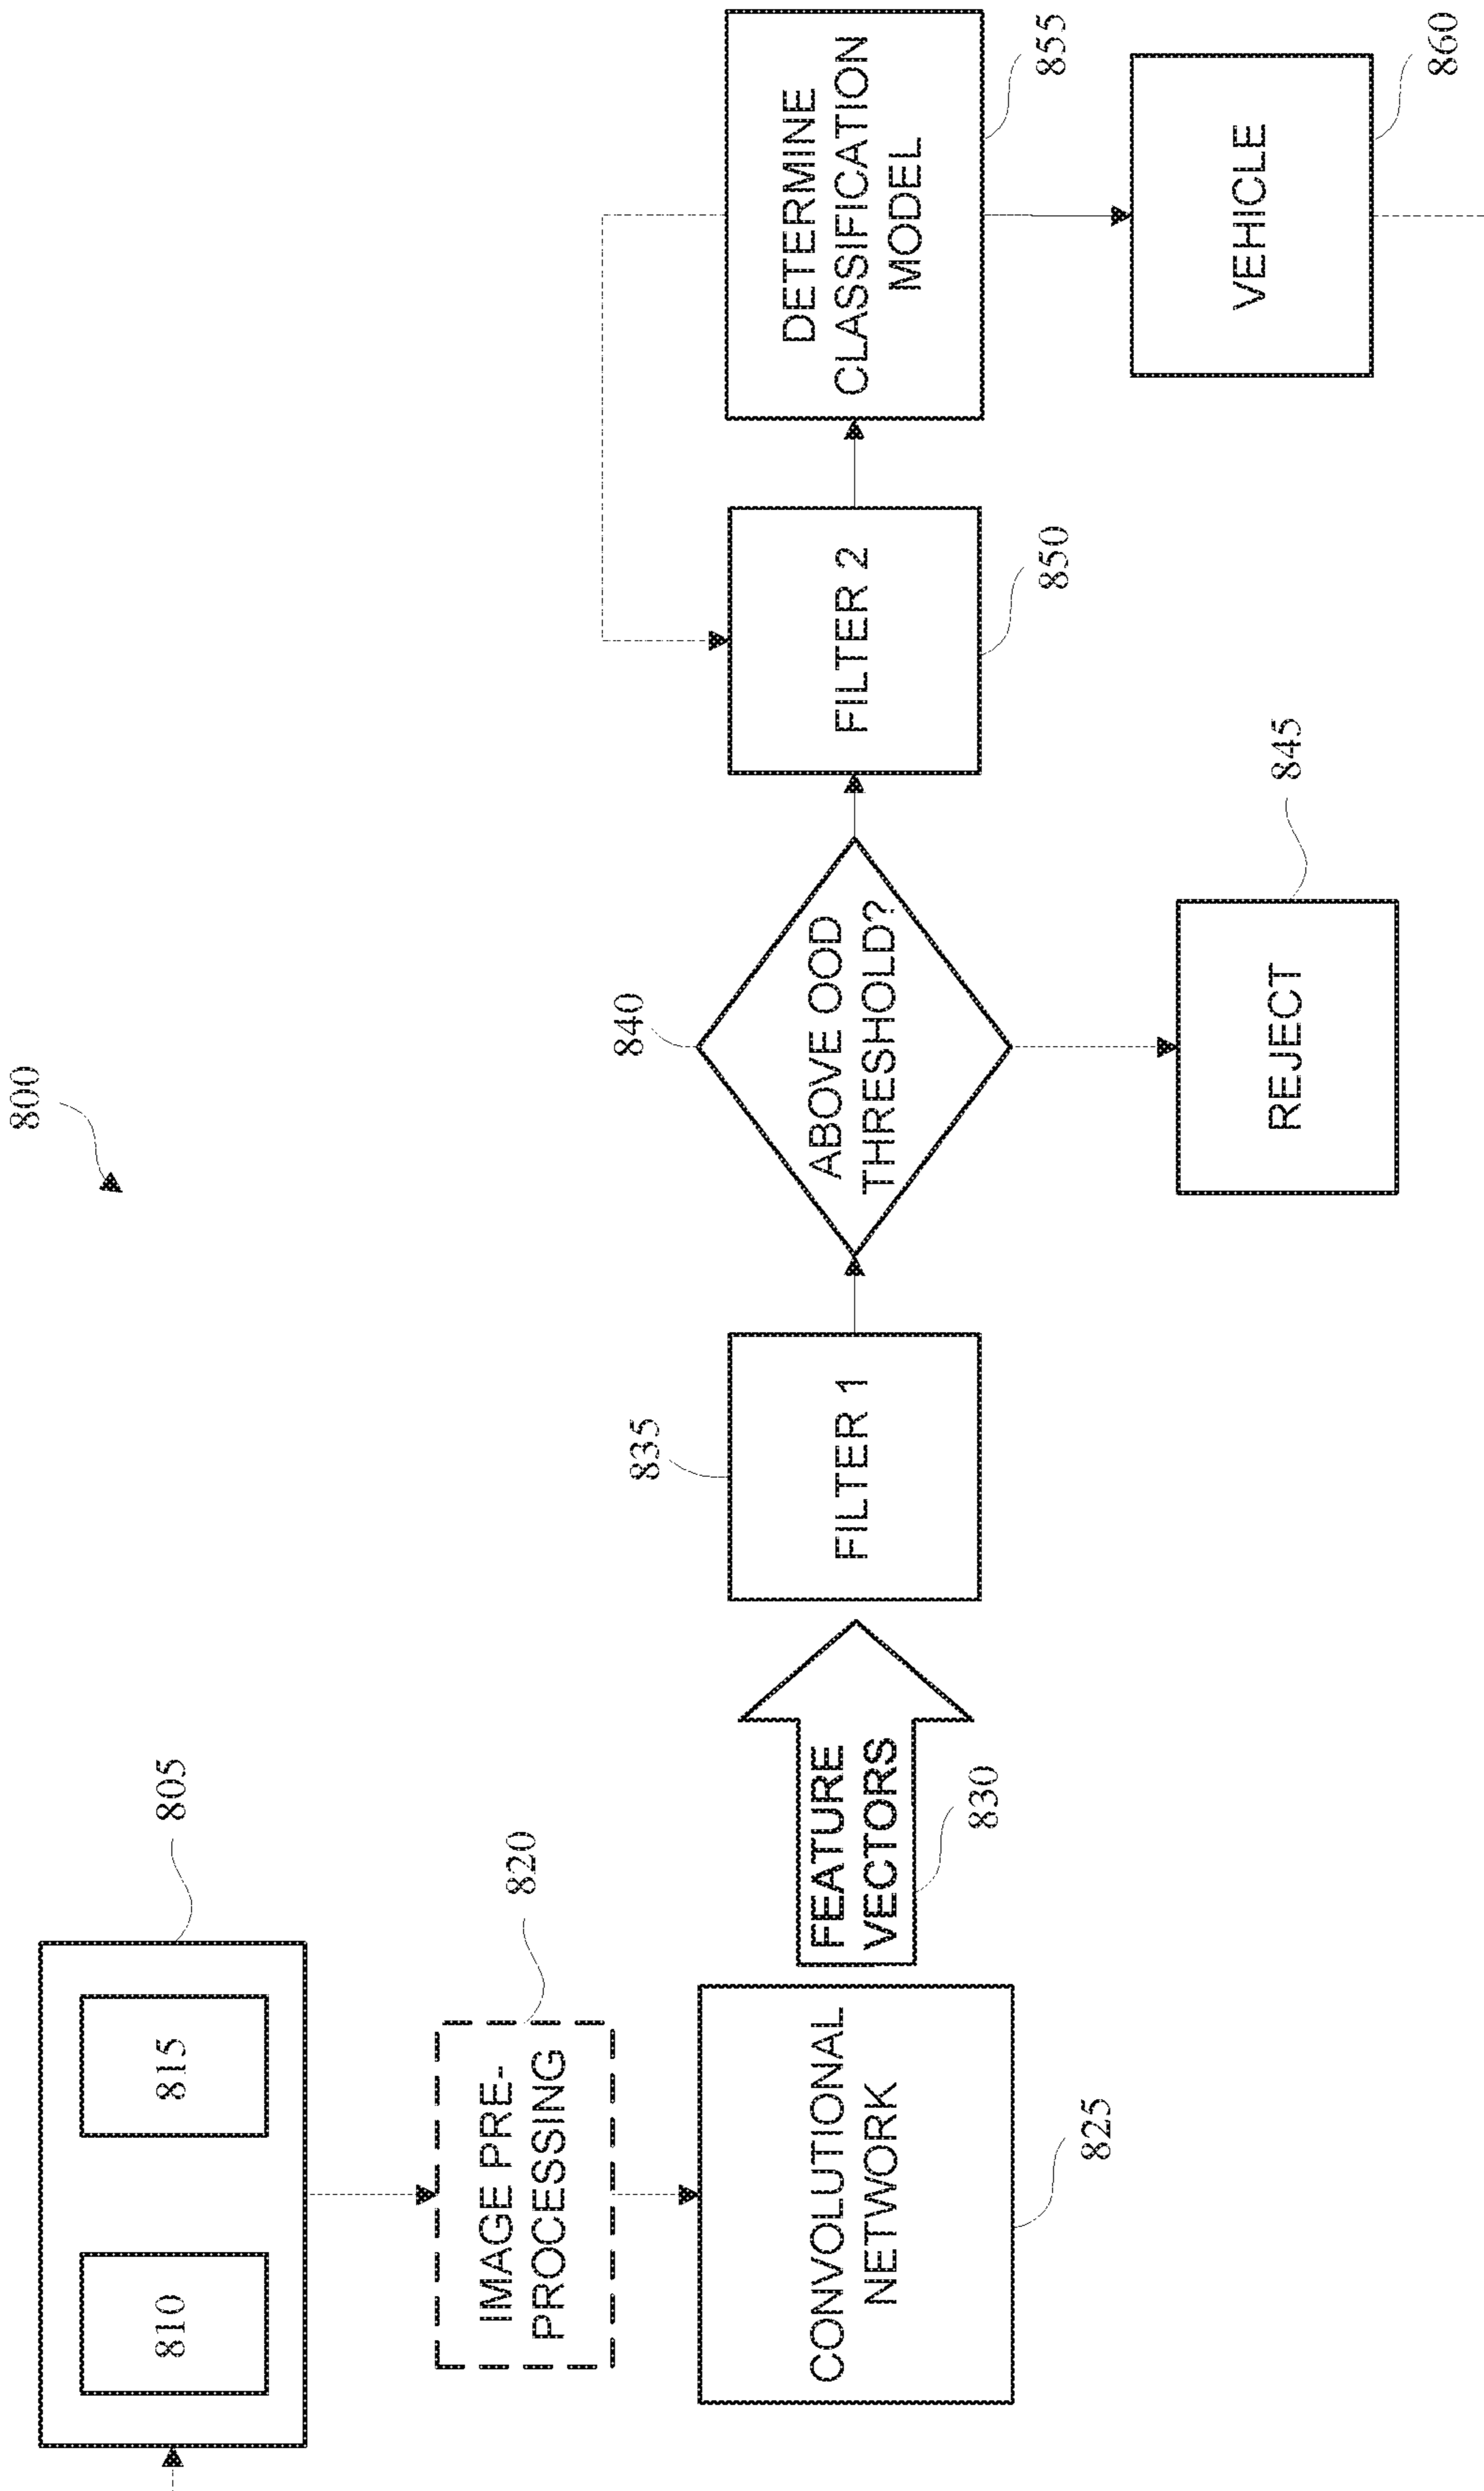 800
805
810
815
820
IMAGE PRE-
PROCESSING
CONVOLUTIONAL
NETWORK
825
FEATURE
VECTORS
830
835
FILTER 1
840
ABOVE OOD
THRESHOLD?
REJECT
845
FILTER 2
850
DETERMINE
CLASSIFICATION
MODEL
855
VEHICLE
860